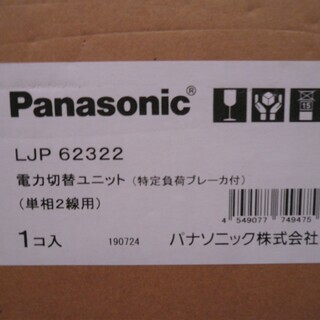 Panasonic®
15
LJP 62322
電力切替ユニット (特定負荷ブレーカ付)
(単相2線用)
4 549077 749475
1コ入 190724 パナソニック株式会社